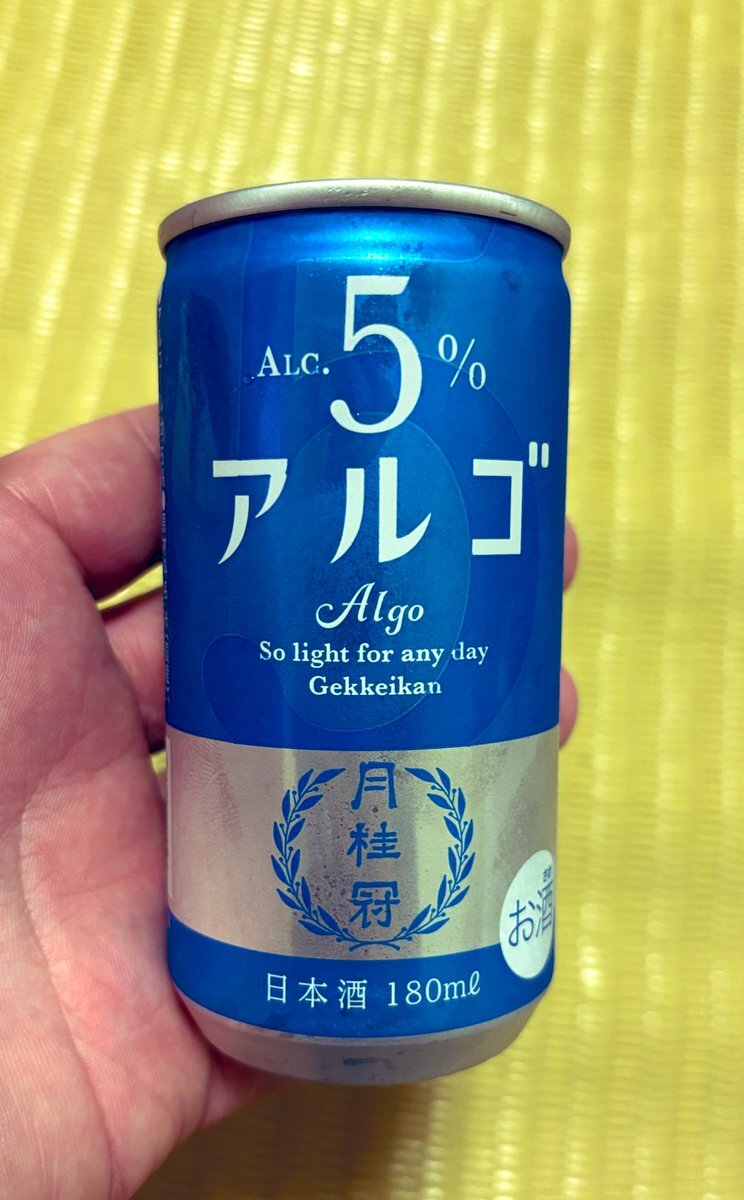 ALC. 5%
アルゴ
Algo
So light for any day
Gekkeikan
月桂冠
お酒
日本酒 180mℓ